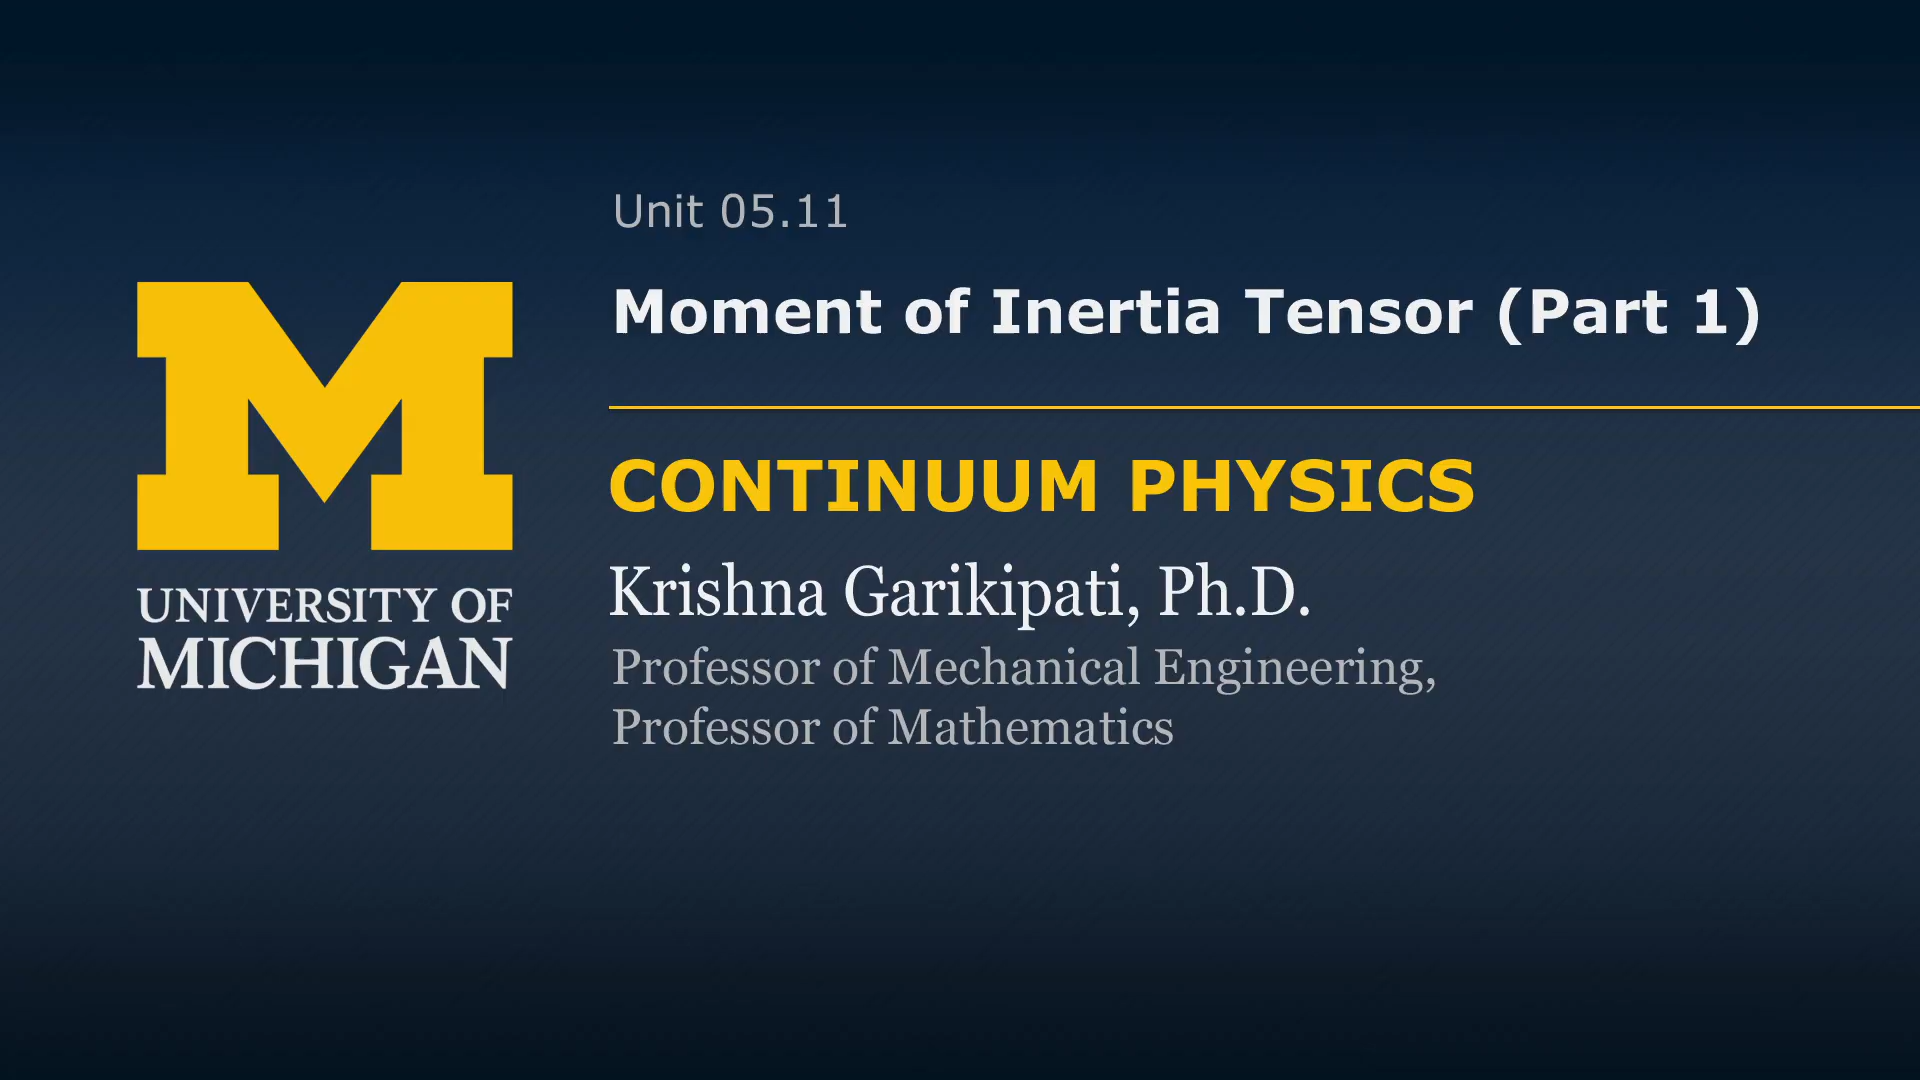 Unit 05.11
Moment of Inertia Tensor (Part 1)
CONTINUUM PHYSICS
Krishna Garikipati, Ph.D.
Professor of Mechanical Engineering,
Professor of Mathematics
M
UNIVERSITY OF
MICHIGAN